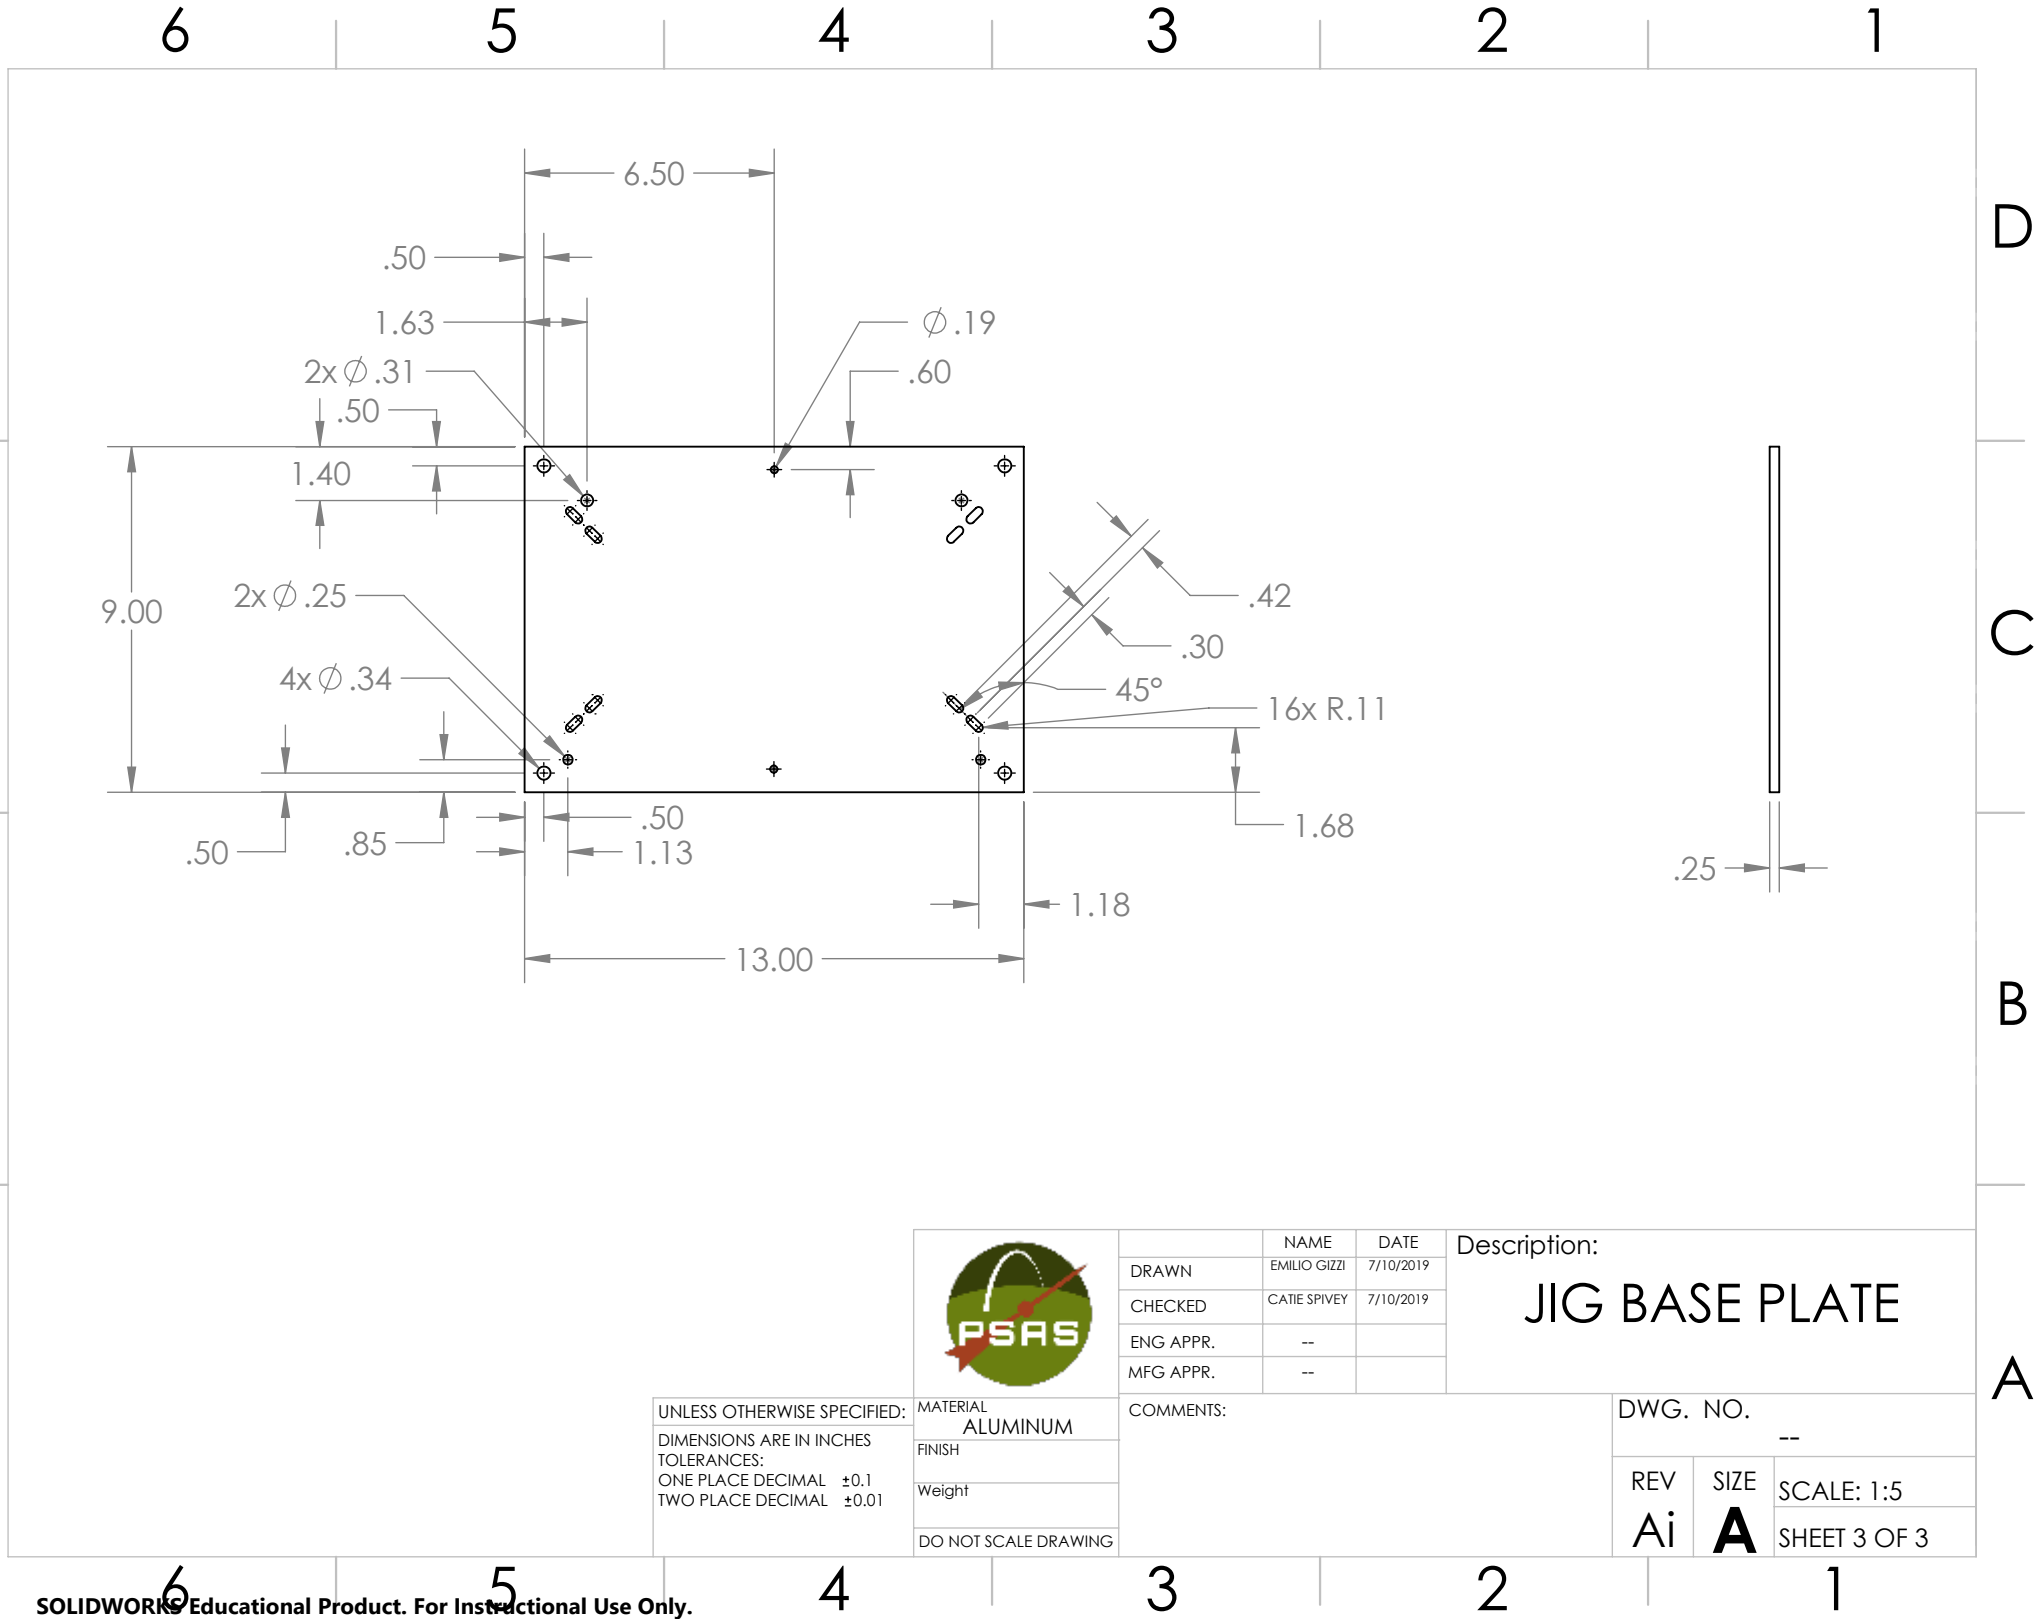 6 5 4 3 2 1
D
6.50
.50
1.63
Ø.19
2xØ.31
.60
.50
1.40
9.00
2xØ.25
.42
C
.30
4xØ.34
45°
16x R.11
.50
.50
.85
1.13
1.68
.25
1.18
13.00
B
A
PSAS
NAME DATE
DRAWN EMILIO GIZZI 7/10/2019
CHECKED CATIE SPIVEY 7/10/2019
ENG APPR. --
MFG APPR. --
Description:
JIG BASE PLATE
UNLESS OTHERWISE SPECIFIED:
DIMENSIONS ARE IN INCHES
TOLERANCES:
ONE PLACE DECIMAL ±0.1
TWO PLACE DECIMAL ±0.01
MATERIAL
ALUMINUM
FINISH
Weight
DO NOT SCALE DRAWING
COMMENTS:
DWG. NO.
--
REV
Ai
SIZE
A
SCALE: 1:5
SHEET 3 OF 3
6 5 4 3 2 1
SOLIDWORKS Educational Product. For Instructional Use Only.